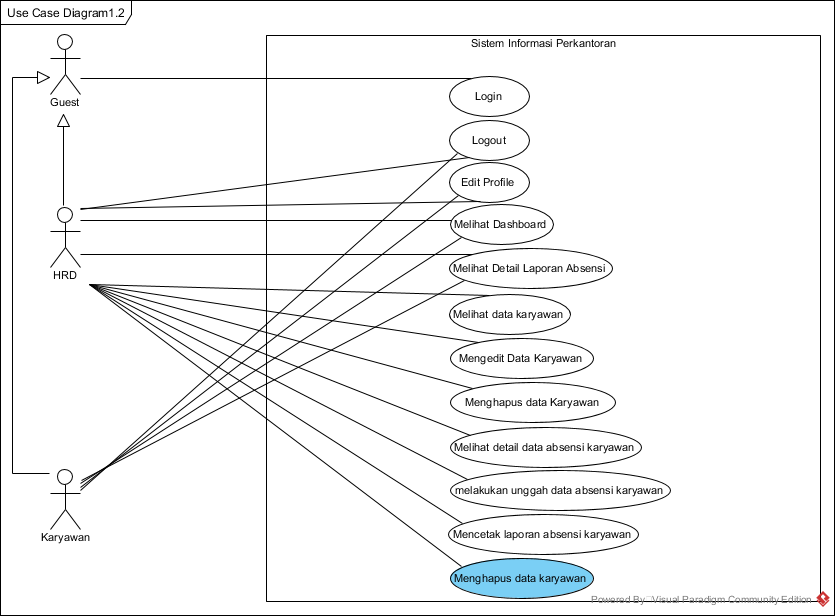 Use Case Diagram1.2
Sistem Informasi Perkantoran
Guest
Login
Logout
Edit Profile
HRD
Melihat Dashboard
Melihat Detail Laporan Absensi
Melihat data karyawan
Mengedit Data Karyawan
Menghapus data Karyawan
Melihat detail data absensi karyawan
melakukan unggah data absensi karyawan
Karyawan
Mencetak laporan absensi karyawan
Menghapus data karyawan
Powered By Visual Paradigm Community Edition